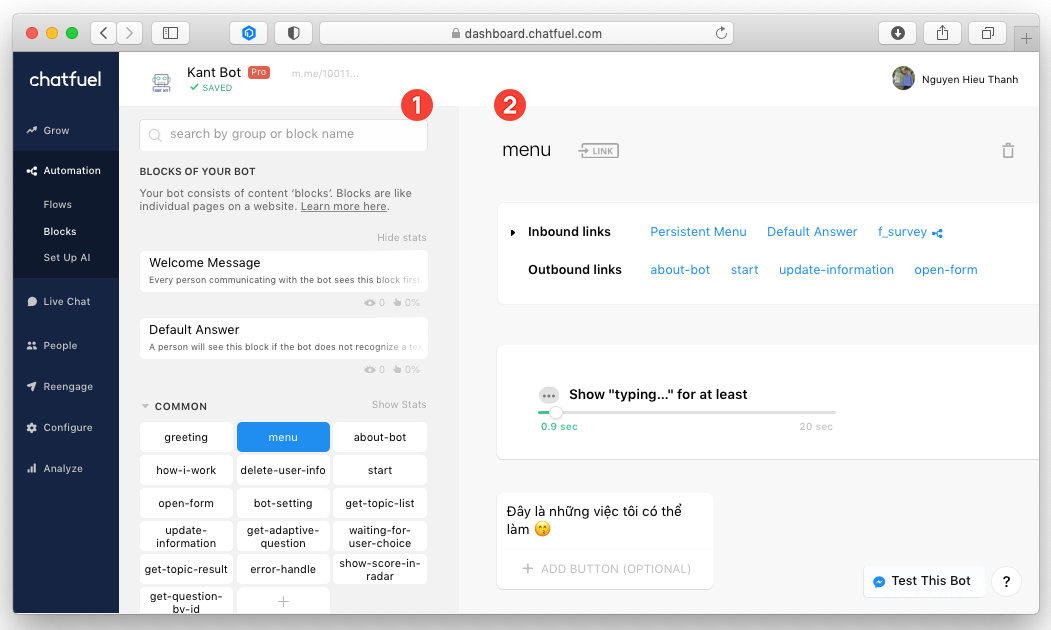 dashboard.chatfuel.com
chatfuel
Kant Bot Pro
m.me/10011...
SAVED
Nguyen Hieu Thanh
1
2
Grow
Automation
Flows
Blocks
Set Up AI
Live Chat
People
Reengage
Configure
Analyze
search by group or block name
BLOCKS OF YOUR BOT
Your bot consists of content ‘blocks’. Blocks are like
individual pages on a website. Learn more here.
Hide stats
Welcome Message
Every person communicating with the bot sees this block first
0 0%
Default Answer
A person will see this block if the bot does not recognize a te
0 0%
COMMON
Show Stats
greeting
menu
about-bot
how-i-work
delete-user-info
start
open-form
bot-setting
get-topic-list
update-
information
get-adaptive-
question
waiting-for-
user-choice
get-topic-result
error-handle
show-score-in-
radar
get-question-
by-id
menu
LINK
Inbound links Persistent Menu Default Answer f_survey
Outbound links about-bot start update-information open-form
Show "typing..." for at least
0.9 sec
20 sec
Đây là những việc tôi có thể
làm 😙
ADD BUTTON (OPTIONAL)
Test This Bot
?